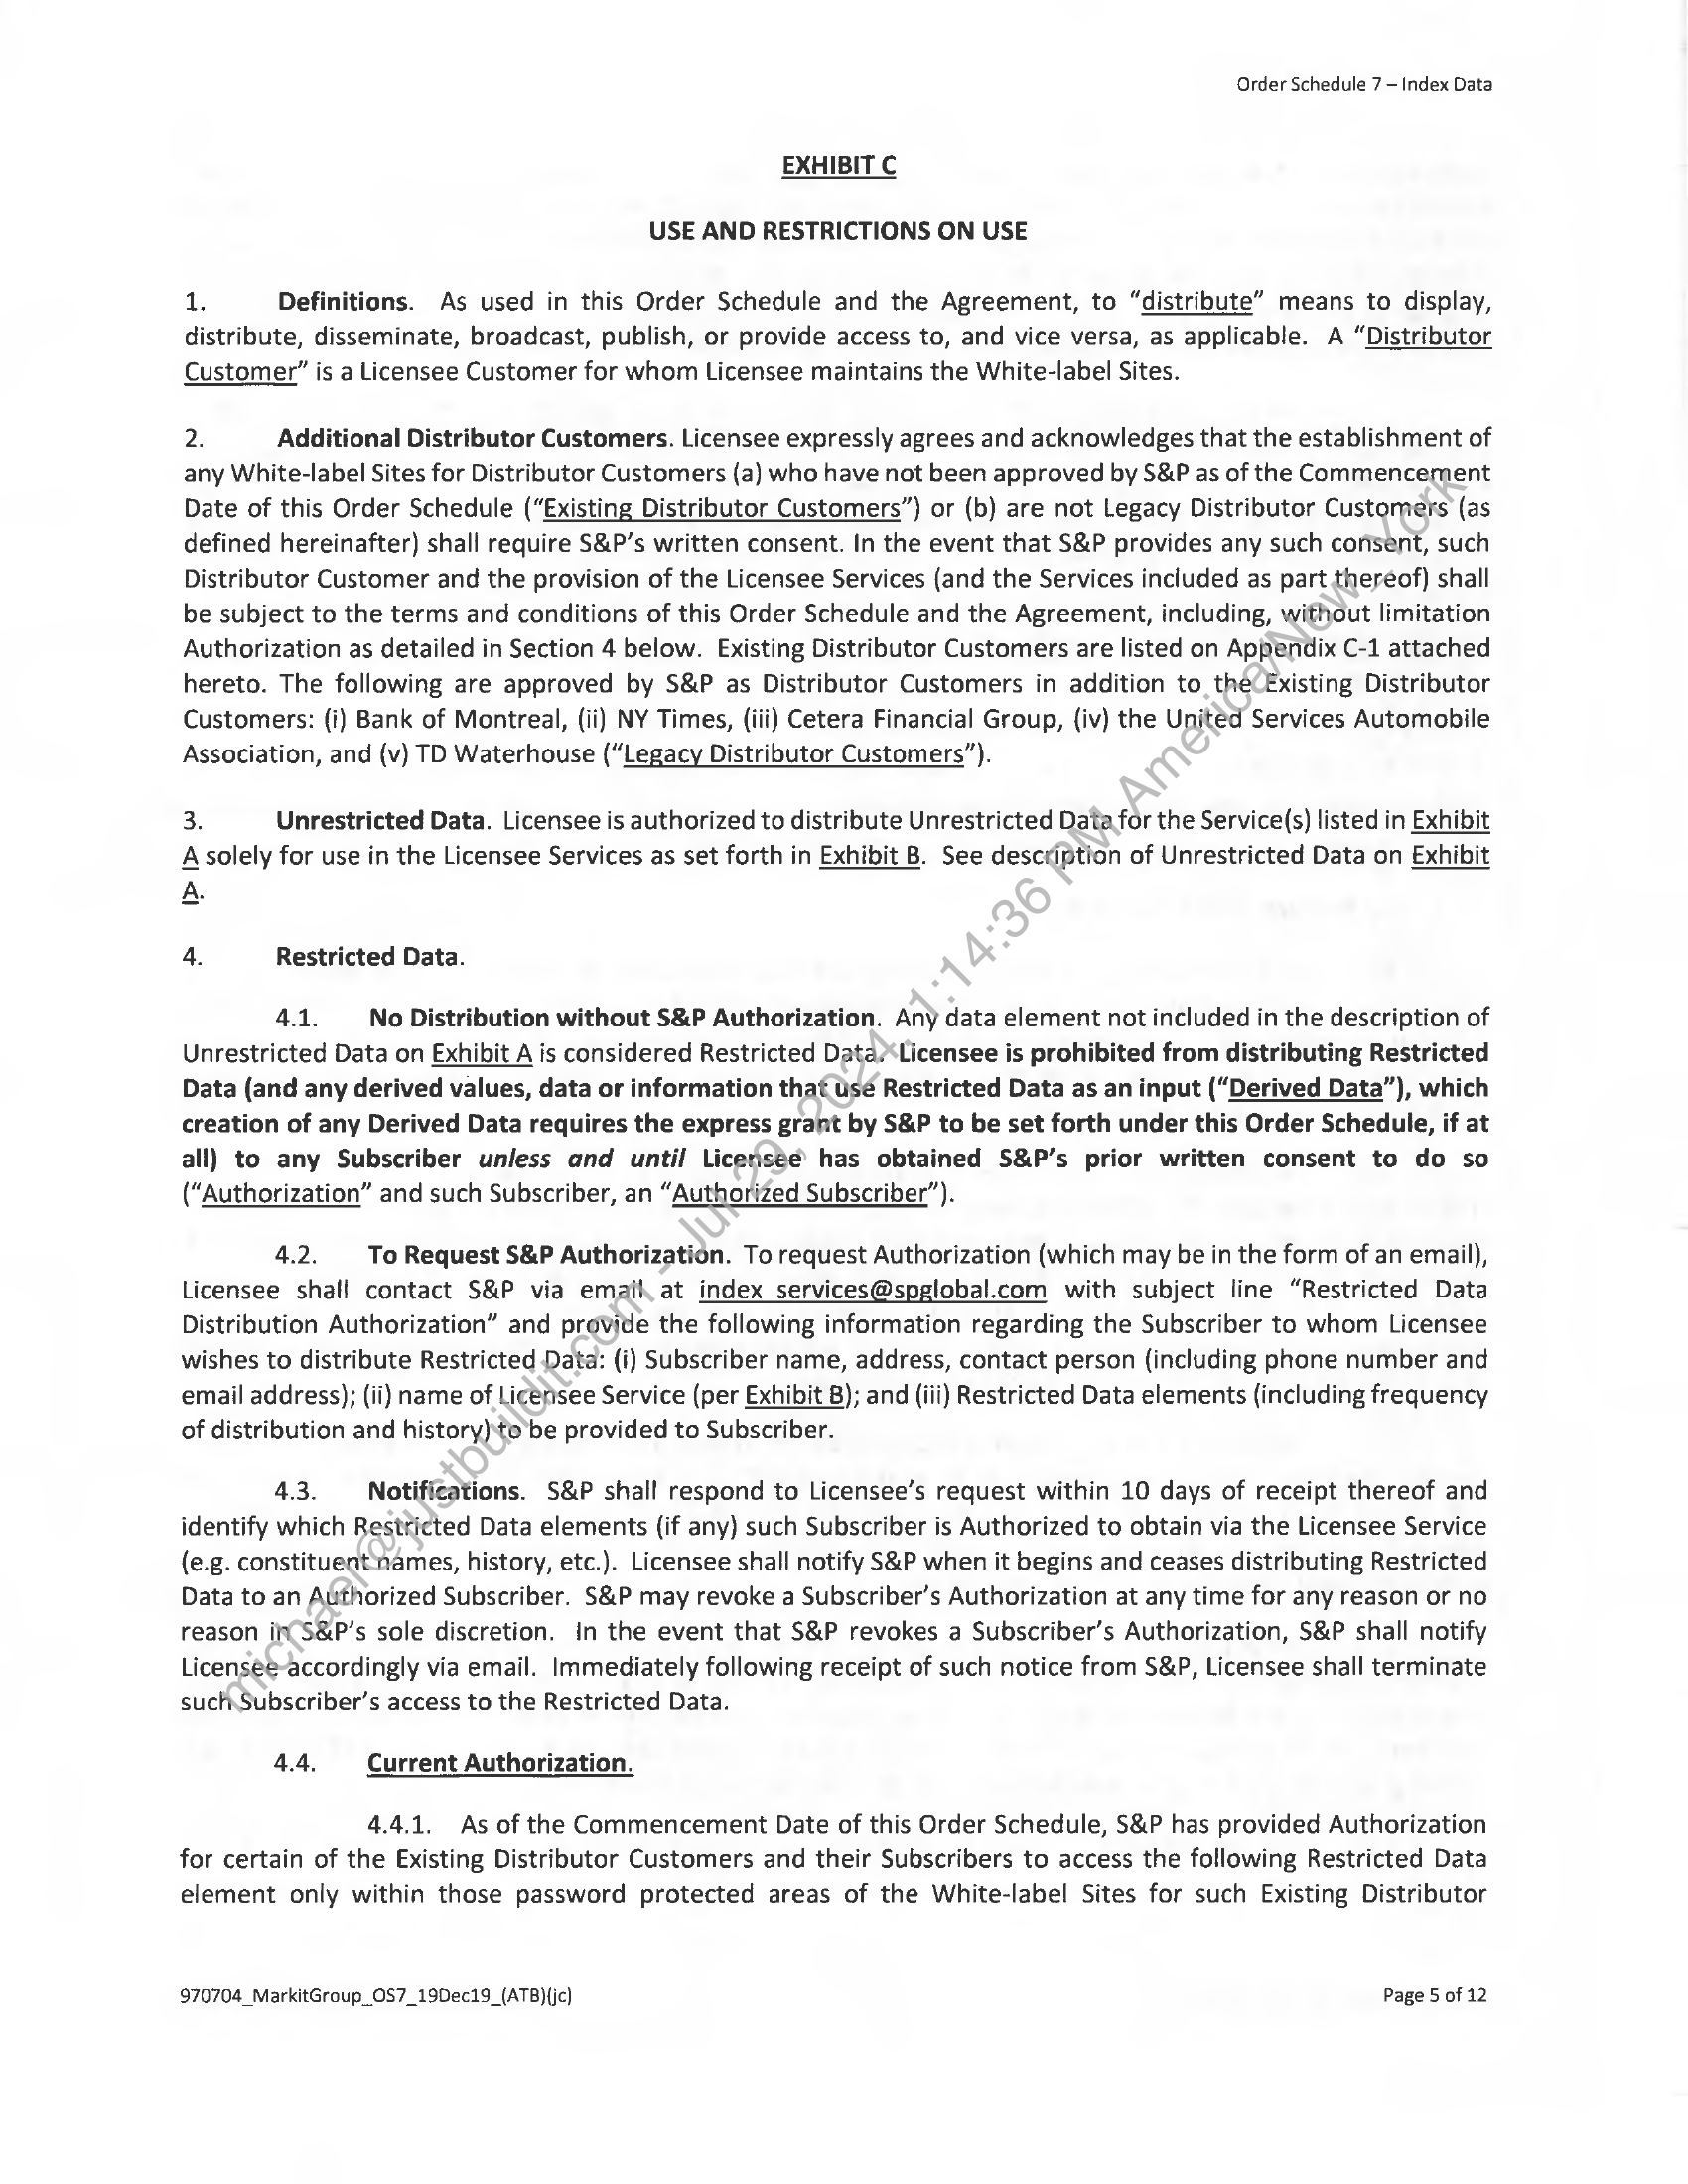 Order Schedule 7 – Index Data
EXHIBIT C
USE AND RESTRICTIONS ON USE
1. Definitions. As used in this Order Schedule and the Agreement, to “distribute” means to display,
distribute, disseminate, broadcast, publish, or provide access to, and vice versa, as applicable. A “Distributor
Customer” is a Licensee Customer for whom Licensee maintains the White-label Sites.
2. Additional Distributor Customers. Licensee expressly agrees and acknowledges that the establishment of
any White-label Sites for Distributor Customers (a) who have not been approved by S&P as of the Commencement
Date of this Order Schedule (“Existing Distributor Customers”) or (b) are not Legacy Distributor Customers (as
defined hereinafter) shall require S&P’s written consent. In the event that S&P provides any such consent, such
Distributor Customer and the provision of the Licensee Services (and the Services included as part thereof) shall
be subject to the terms and conditions of this Order Schedule and the Agreement, including, without limitation
Authorization as detailed in Section 4 below. Existing Distributor Customers are listed on Appendix C-1 attached
hereto. The following are approved by S&P as Distributor Customers in addition to the Existing Distributor
Customers: (i) Bank of Montreal, (ii) NY Times, (iii) Cetera Financial Group, (iv) the United Services Automobile
Association, and (v) TD Waterhouse (“Legacy Distributor Customers”).
3. Unrestricted Data. Licensee is authorized to distribute Unrestricted Data for the Service(s) listed in Exhibit
A solely for use in the Licensee Services as set forth in Exhibit B. See description of Unrestricted Data on Exhibit
A.
4. Restricted Data.
4.1. No Distribution without S&P Authorization. Any data element not included in the description of
Unrestricted Data on Exhibit A is considered Restricted Data. Licensee is prohibited from distributing Restricted
Data (and any derived values, data or information that use Restricted Data as an input (“Derived Data”), which
creation of any Derived Data requires the express grant by S&P to be set forth under this Order Schedule, if at
all) to any Subscriber unless and until Licensee has obtained S&P’s prior written consent to do so
(“Authorization” and such Subscriber, an “Authorized Subscriber”).
4.2. To Request S&P Authorization. To request Authorization (which may be in the form of an email),
Licensee shall contact S&P via email at index_services@spglobal.com with subject line “Restricted Data
Distribution Authorization” and provide the following information regarding the Subscriber to whom Licensee
wishes to distribute Restricted Data: (i) Subscriber name, address, contact person (including phone number and
email address); (ii) name of Licensee Service (per Exhibit B); and (iii) Restricted Data elements (including frequency
of distribution and history) to be provided to Subscriber.
4.3. Notifications. S&P shall respond to Licensee’s request within 10 days of receipt thereof and
identify which Restricted Data elements (if any) such Subscriber is Authorized to obtain via the Licensee Service
(e.g. constituent names, history, etc.). Licensee shall notify S&P when it begins and ceases distributing Restricted
Data to an Authorized Subscriber. S&P may revoke a Subscriber’s Authorization at any time for any reason or no
reason in S&P’s sole discretion. In the event that S&P revokes a Subscriber’s Authorization, S&P shall notify
Licensee accordingly via email. Immediately following receipt of such notice from S&P, Licensee shall terminate
such Subscriber’s access to the Restricted Data.
4.4. Current Authorization.
4.4.1. As of the Commencement Date of this Order Schedule, S&P has provided Authorization
for certain of the Existing Distributor Customers and their Subscribers to access the following Restricted Data
element only within those password protected areas of the White-label Sites for such Existing Distributor
970704_MarkitGroup_OS7_19Dec19_(ATB)(jc)
Page 5 of 12
michael@justbuildit.com - Jul 29, 2024, 1:14:36 PM America/New_York